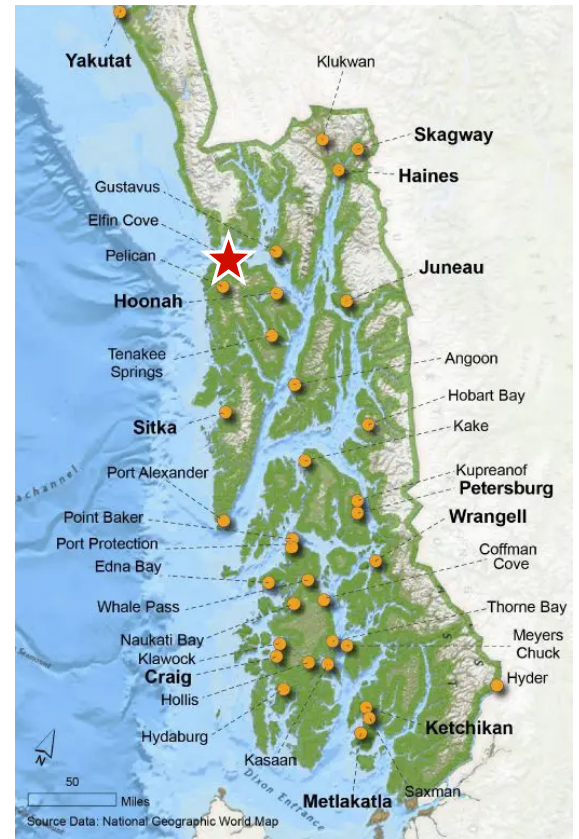 Yakutat
Klukwan
Skagway
Haines
Gustavus
Elfin Cove
Pelican
Juneau
Hoonah
Tenakee
Springs
Angoon
Hobart Bay
Sitka
Kake
Port Alexander
Kupreanof
Petersburg
Point Baker
Wrangell
Port Protection
Coffman
Cove
Edna Bay
Whale Pass
Thorne Bay
Naukati Bay
Meyers
Chuck
Klawock
Craig
Hyder
Hollis
Ketchikan
Hydaburg
Kasaan
Saxman
Dixon Entrance
Metlakatla
N
50
Miles
Source Data: National Geographic World Map